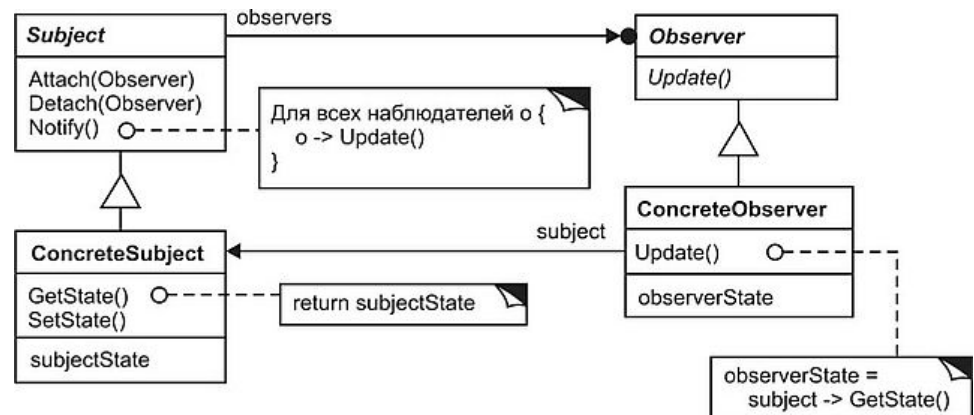 Subject
observers
Observer
Attach(Observer)
Detach(Observer)
Notify()
Update()
Для всех наблюдателей o {
o -> Update()
}
ConcreteSubject
GetState()
SetState()
subjectState
return subjectState
subject
ConcreteObserver
Update()
observerState
observerState =
subject -> GetState()